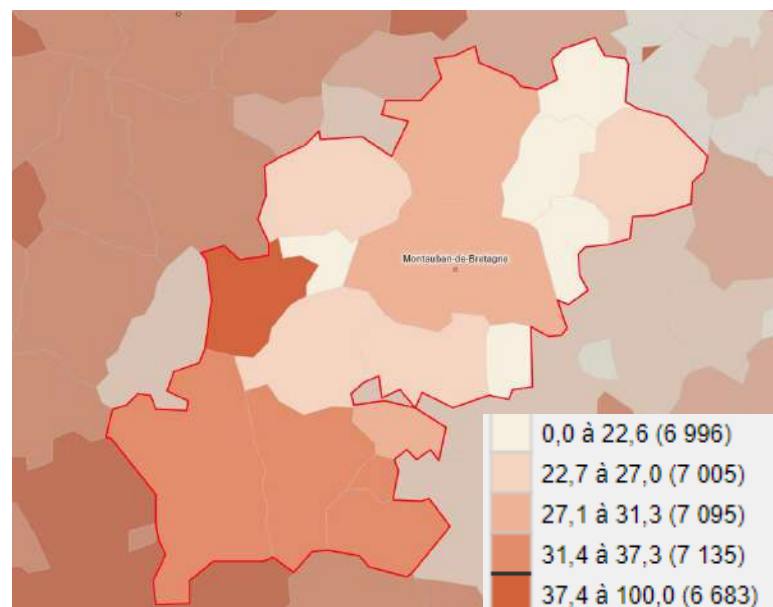 Montauban-de-Bretagne
0,0 à 22,6 (6 996)
22,7 à 27,0 (7 005)
27,1 à 31,3 (7 095)
31,4 à 37,3 (7 135)
37,4 à 100,0 (6 683)